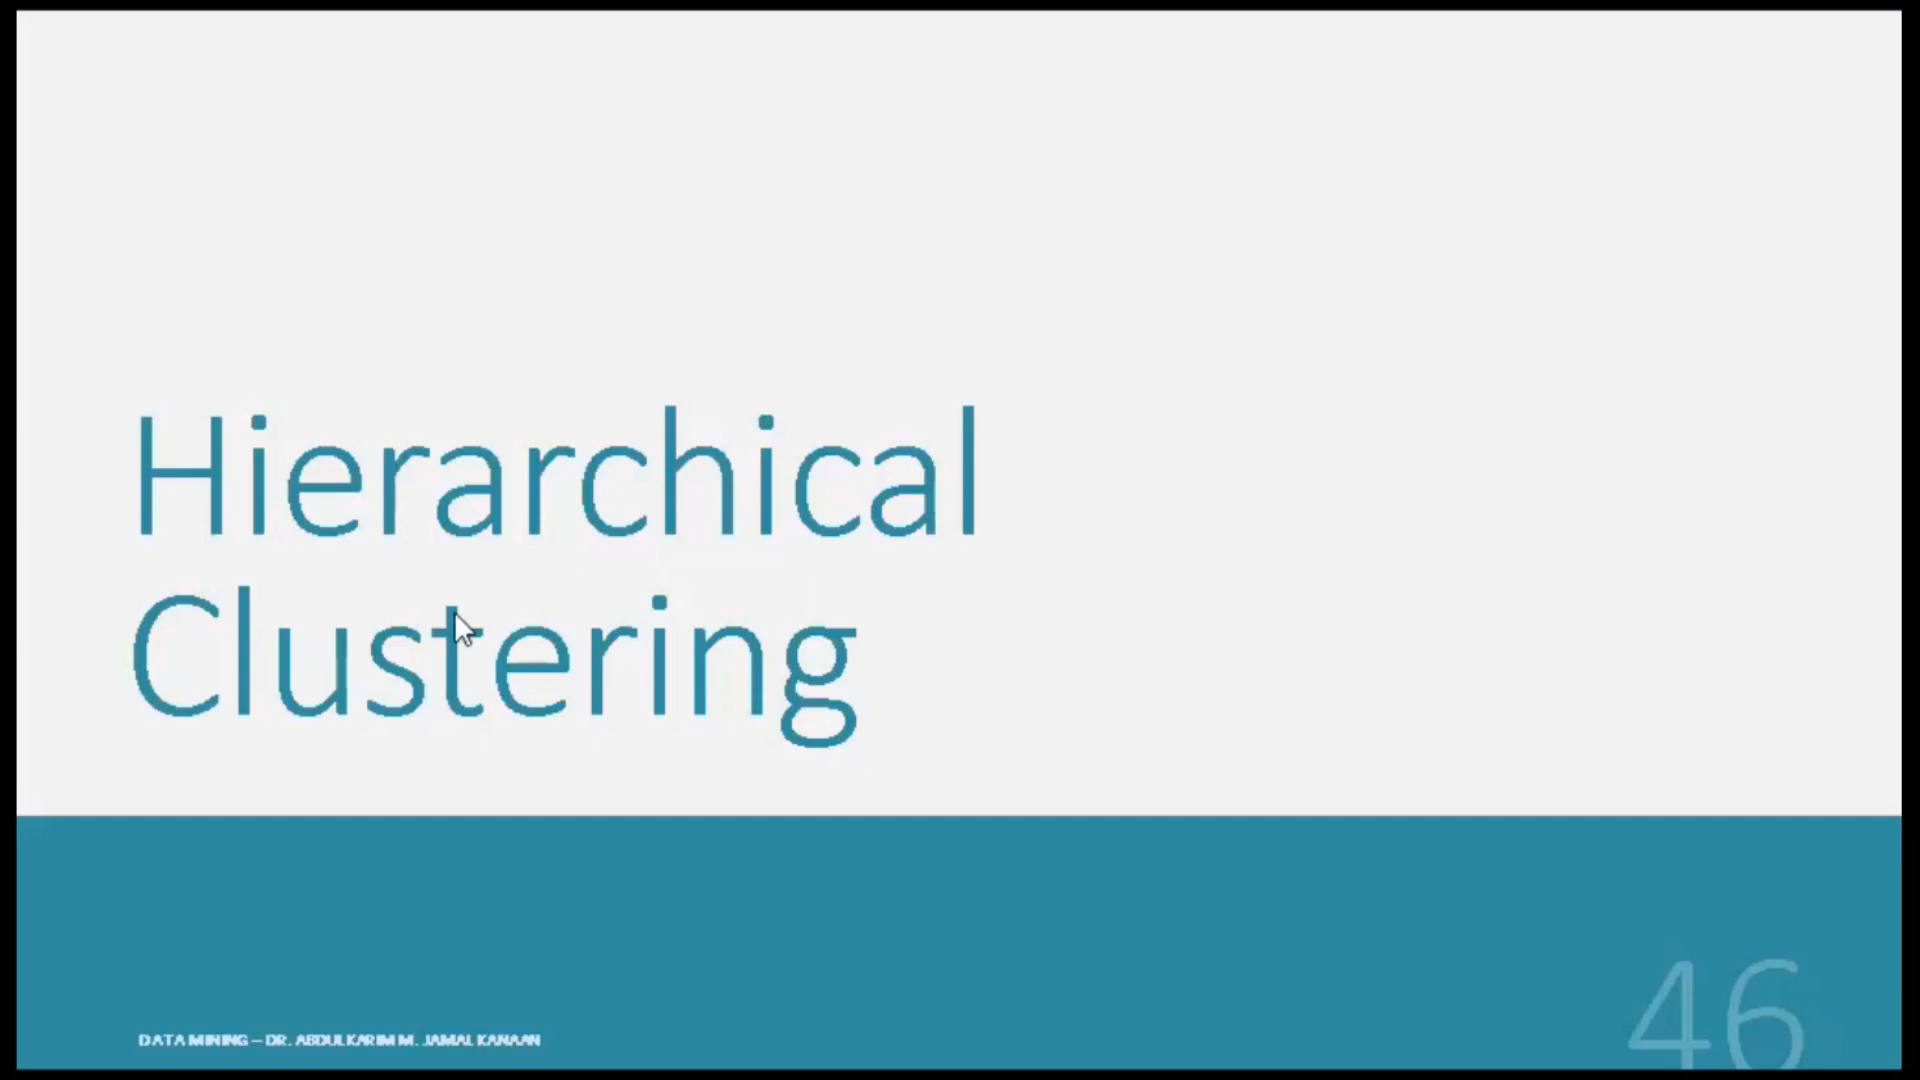 Hierarchical
Clustering
DATA MINING – DR. ABDULKARIM M. JAMAL KANAAN
46